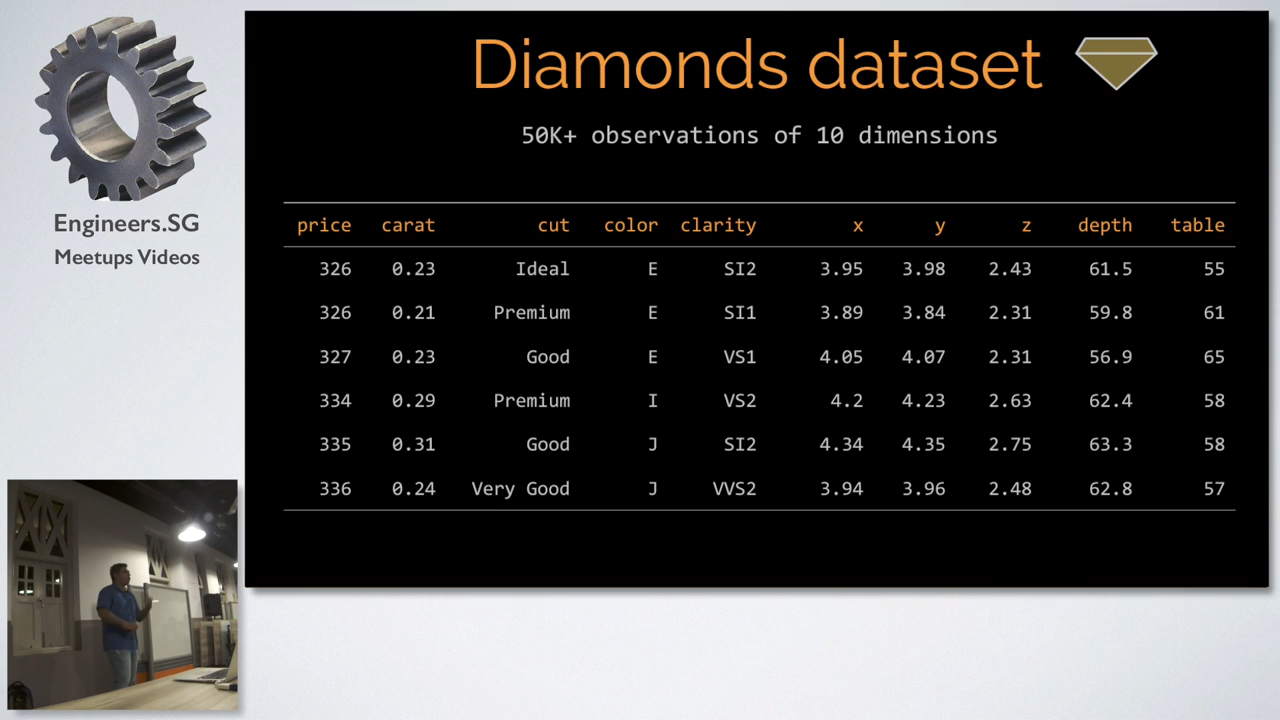 Engineers.SG
Meetups Videos
Diamonds dataset
50K+ observations of 10 dimensions
price carat cut color clarity x y z depth table
326 0.23 Ideal E SI2 3.95 3.98 2.43 61.5 55
326 0.21 Premium E SI1 3.89 3.84 2.31 59.8 61
327 0.23 Good E VS1 4.05 4.07 2.31 56.9 65
334 0.29 Premium I VS2 4.2 4.23 2.63 62.4 58
335 0.31 Good J SI2 4.34 4.35 2.75 63.3 58
336 0.24 Very Good J VVS2 3.94 3.96 2.48 62.8 57